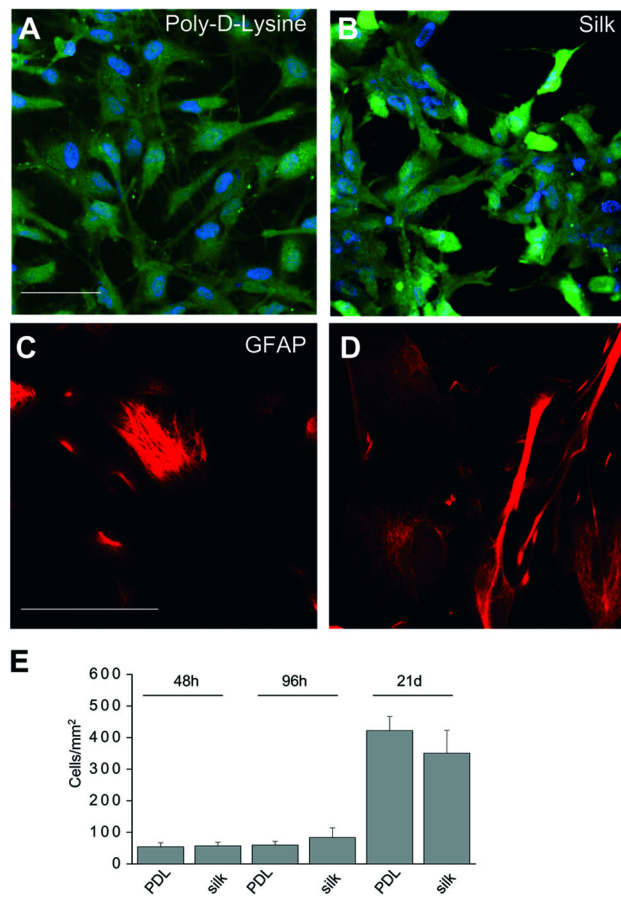 A
Poly-D-Lysine
B
Silk
C
GFAP
D
E
600
500
400
300
200
100
0
Cells/mm²
48h
96h
21d
PDL
silk
PDL
silk
PDL
silk